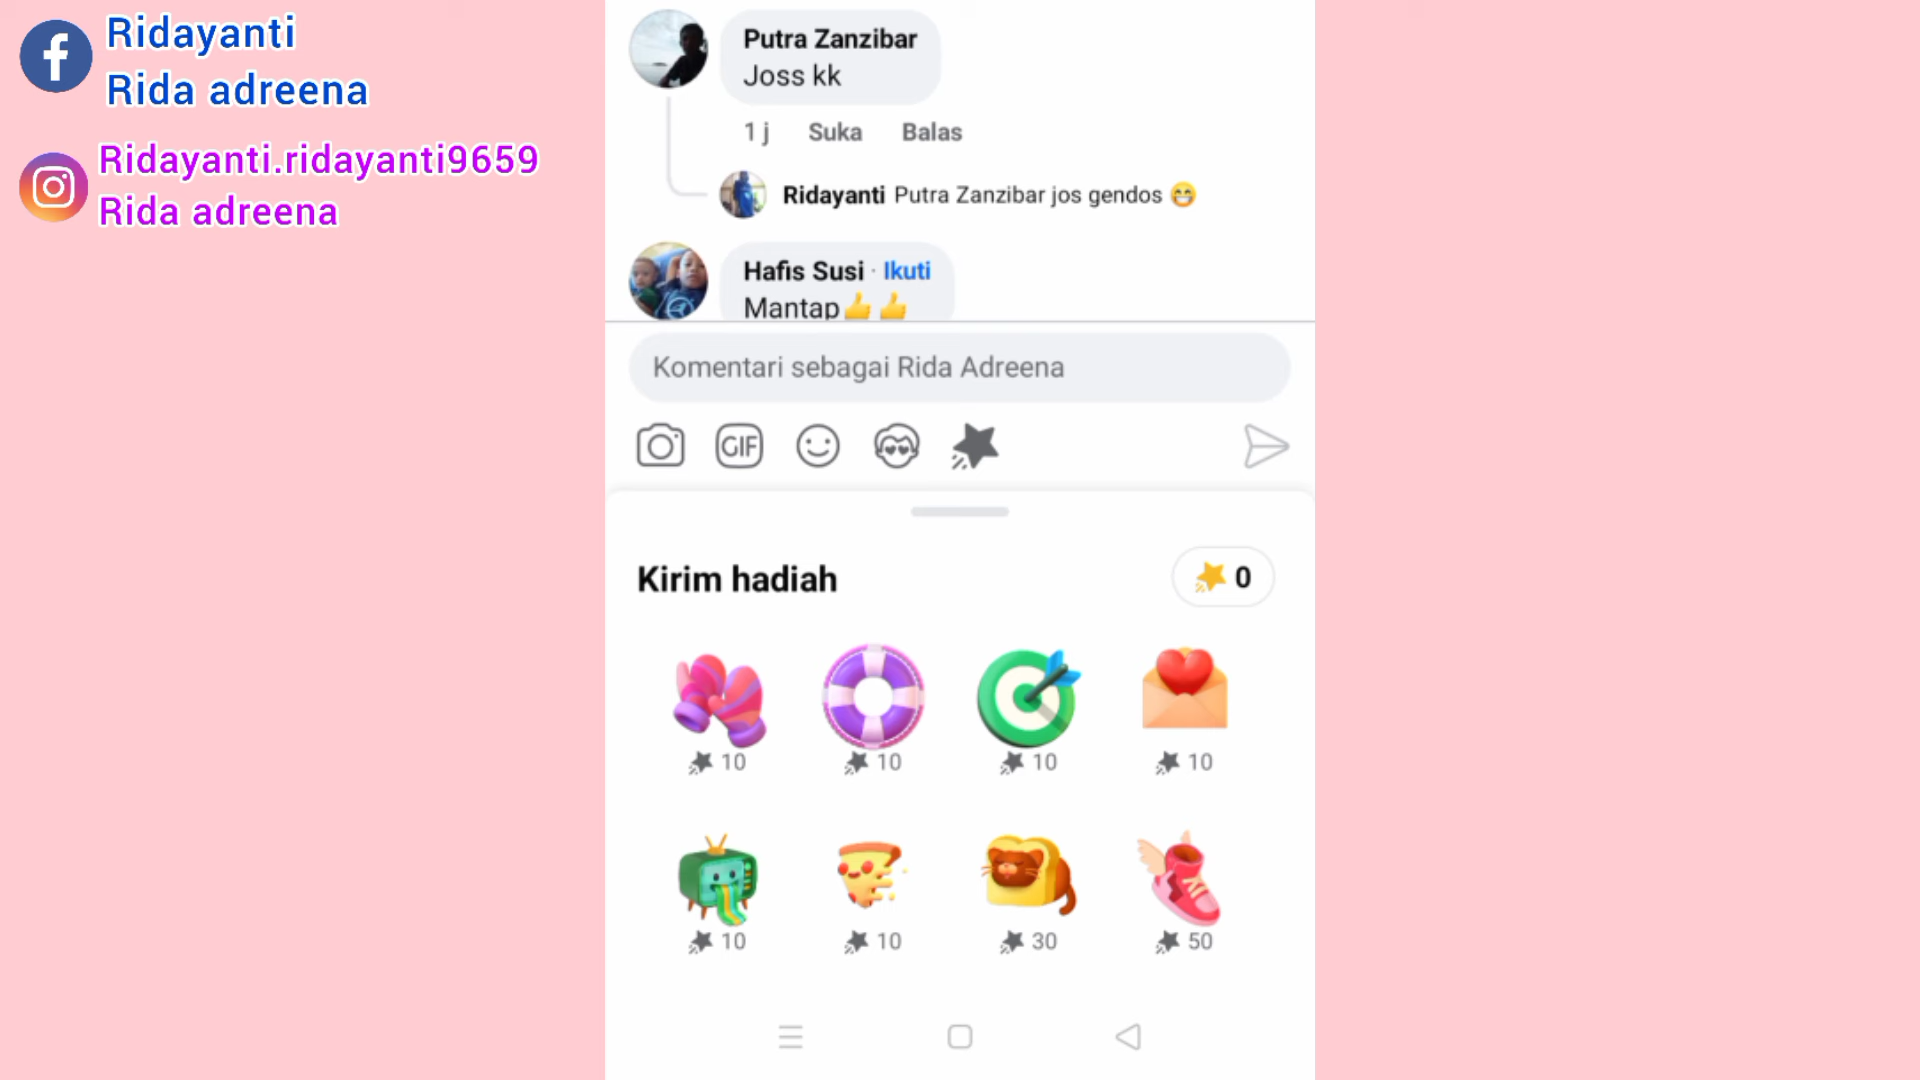 Ridayanti
Rida adreena
Ridayanti.ridayanti9659
Rida adreena
Putra Zanzibar
Joss kk
1 j Suka Balas
Ridayanti Putra Zanzibar jos gendos 😁
Hafis Susi · Ikuti
Mantap👍👍
Komentari sebagai Rida Adreena
GIF
Kirim hadiah
0
10 10 10 10
10 10 30 50